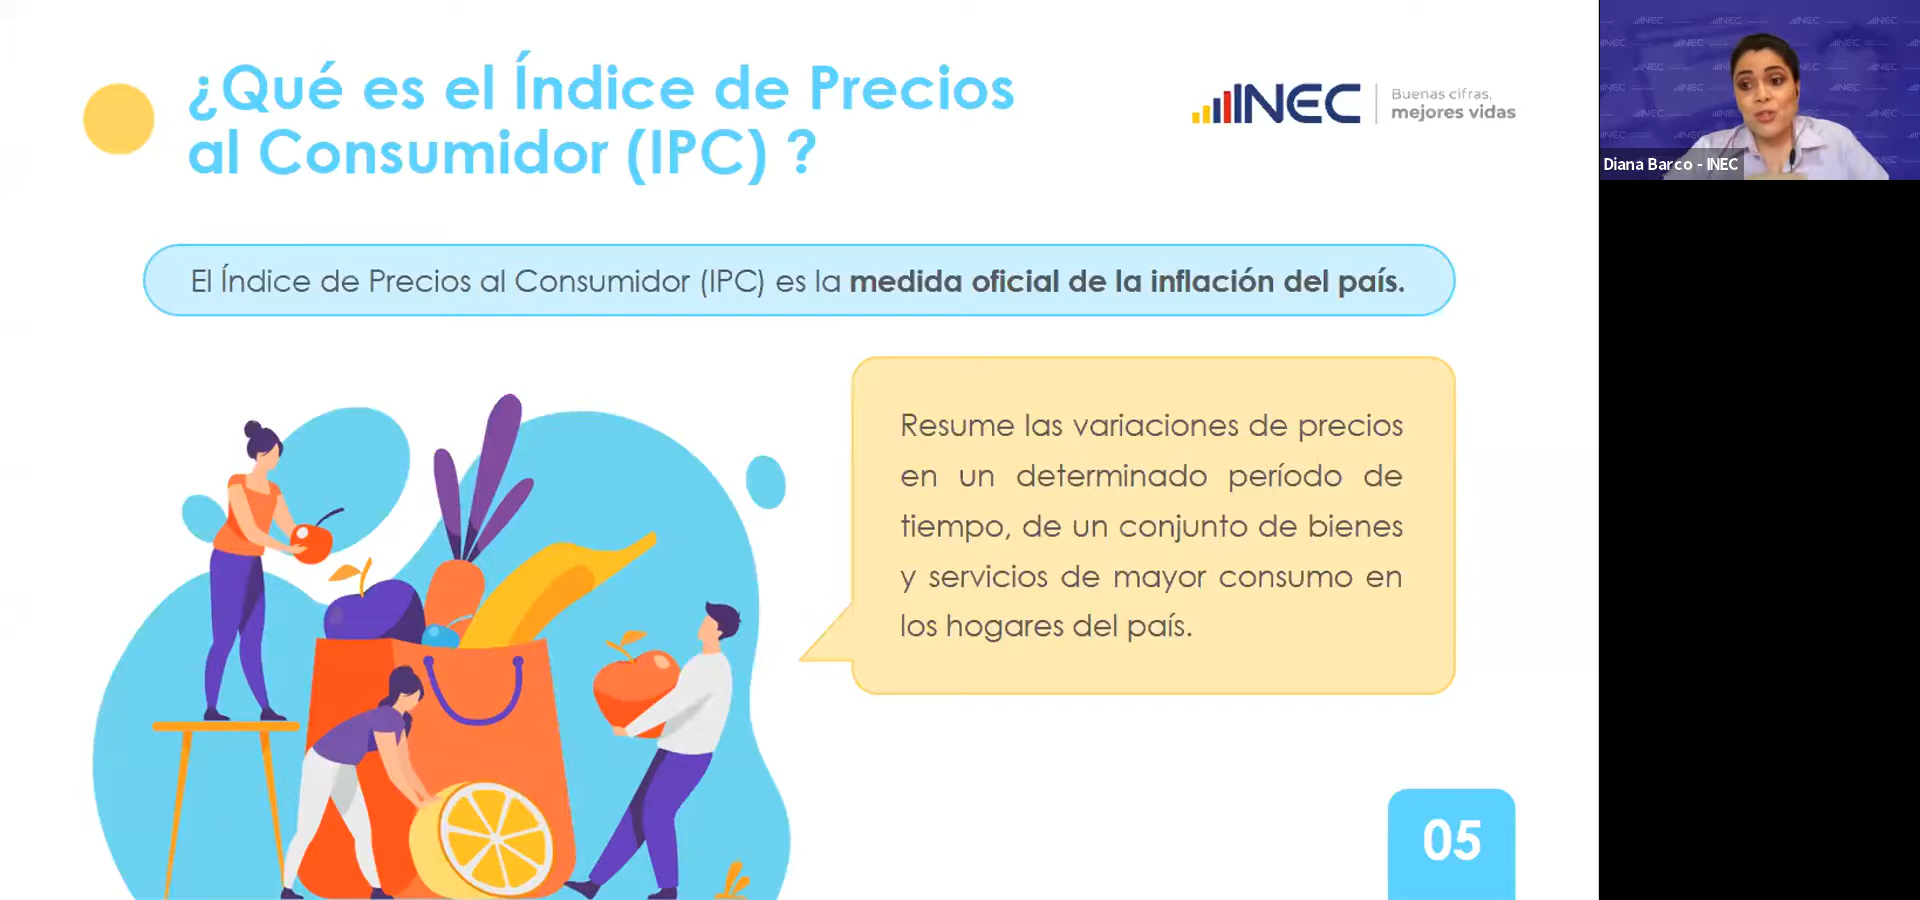 ¿Qué es el Índice de Precios
al Consumidor (IPC) ?
INEC
Buenas cifras,
mejores vidas
El Índice de Precios al Consumidor (IPC) es la medida oficial de la inflación del país.
Resume las variaciones de precios
en un determinado período de
tiempo, de un conjunto de bienes
y servicios de mayor consumo en
los hogares del país.
05
Diana Barco - INEC